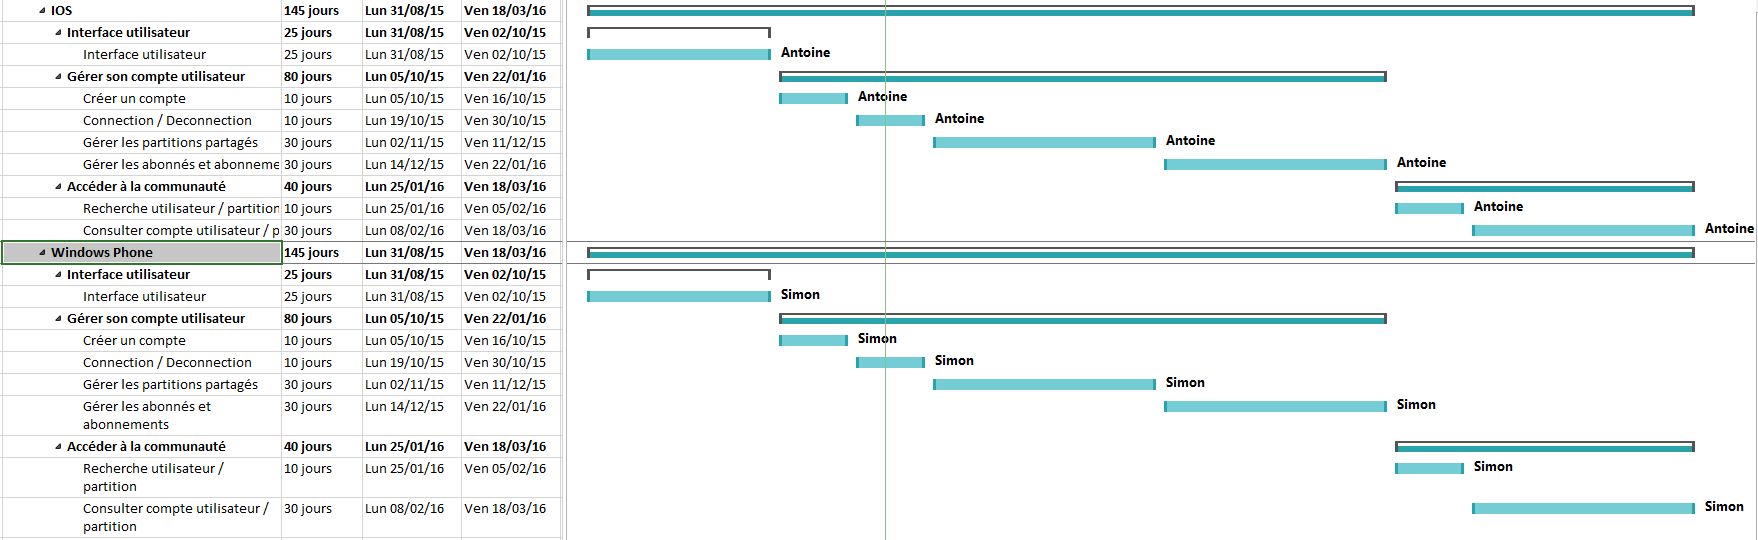 IOS 145 jours Lun 31/08/15 Ven 18/03/16
Interface utilisateur 25 jours Lun 31/08/15 Ven 02/10/15
Interface utilisateur 25 jours Lun 31/08/15 Ven 02/10/15 Antoine
Gérer son compte utilisateur 80 jours Lun 05/10/15 Ven 22/01/16
Créer un compte 10 jours Lun 05/10/15 Ven 16/10/15 Antoine
Connection / Deconnection 10 jours Lun 19/10/15 Ven 30/10/15 Antoine
Gérer les partitions partagés 30 jours Lun 02/11/15 Ven 11/12/15 Antoine
Gérer les abonnés et abonneme 30 jours Lun 14/12/15 Ven 22/01/16 Antoine
Accéder à la communauté 40 jours Lun 25/01/16 Ven 18/03/16
Recherche utilisateur / partition 10 jours Lun 25/01/16 Ven 05/02/16 Antoine
Consulter compte utilisateur / p 30 jours Lun 08/02/16 Ven 18/03/16 Antoine
Windows Phone 145 jours Lun 31/08/15 Ven 18/03/16
Interface utilisateur 25 jours Lun 31/08/15 Ven 02/10/15
Interface utilisateur 25 jours Lun 31/08/15 Ven 02/10/15 Simon
Gérer son compte utilisateur 80 jours Lun 05/10/15 Ven 22/01/16
Créer un compte 10 jours Lun 05/10/15 Ven 16/10/15 Simon
Connection / Deconnection 10 jours Lun 19/10/15 Ven 30/10/15 Simon
Gérer les partitions partagés 30 jours Lun 02/11/15 Ven 11/12/15 Simon
Gérer les abonnés et 30 jours Lun 14/12/15 Ven 22/01/16 Simon
abonnements
Accéder à la communauté 40 jours Lun 25/01/16 Ven 18/03/16
Recherche utilisateur / 10 jours Lun 25/01/16 Ven 05/02/16 Simon
partition
Consulter compte utilisateur / 30 jours Lun 08/02/16 Ven 18/03/16 Simon
partition